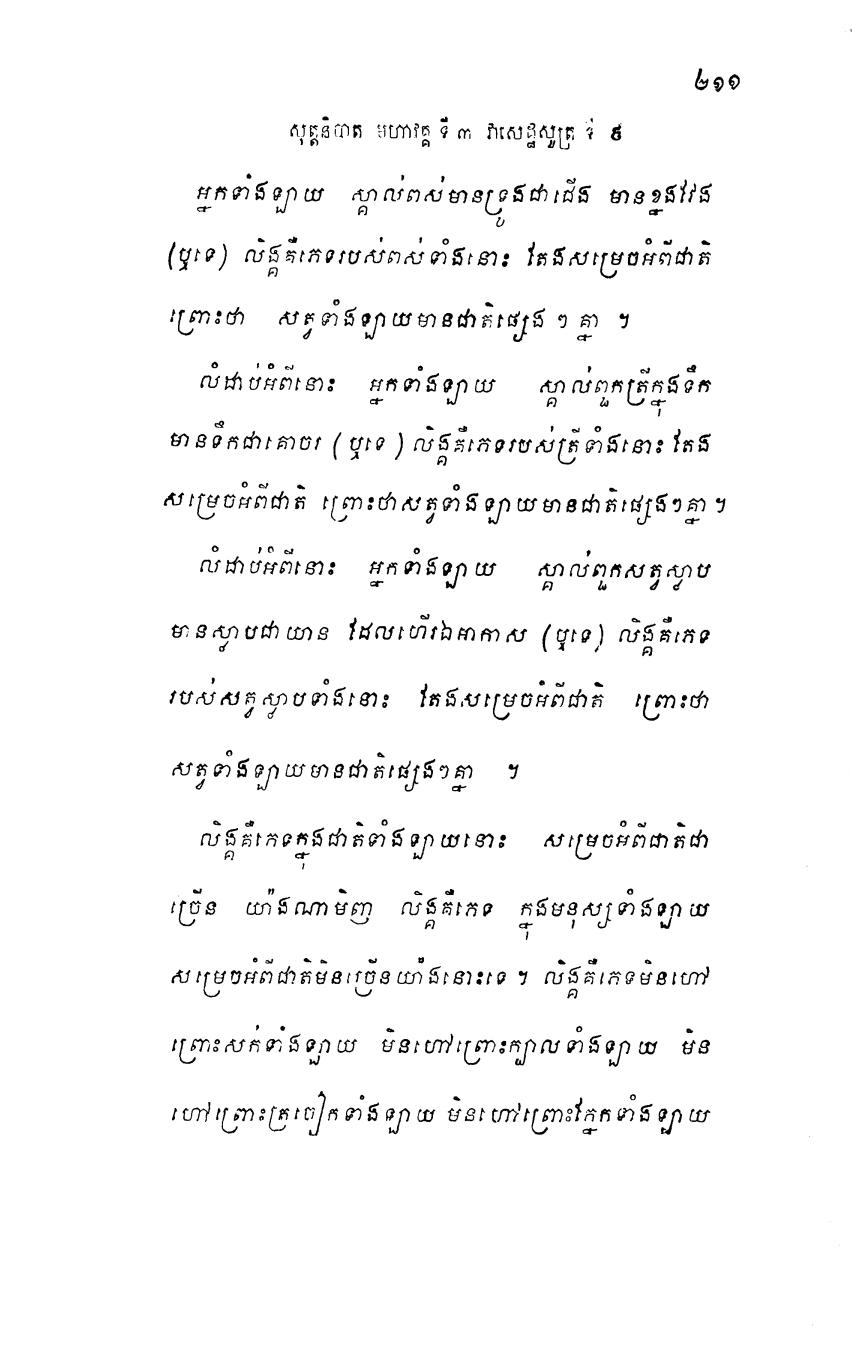 ២១១
សុត្តនិបាត មហាវគ្គ ទី ៣ វាសេដ្ឋសូត្រ ទី ៩
អ្នកទាំងឡាយ ស្គាល់ពស់មានទ្រូងជាជើង មានខ្នងវែង
(ឬទេ) លិង្គគឺភេទរបស់ពស់ទាំងនោះ តែងសម្រេចអំពីជាតិ
ព្រោះថា សត្វទាំងឡាយមានជាតិផ្សេង ៗ គ្នា ។
លំដាប់អំពីនោះ អ្នកទាំងឡាយ ស្គាល់ពួកត្រីក្នុងទឹក
មានទឹកជាគោចរ ( ឬទេ ) លិង្គគឺភេទរបស់ត្រីទាំងនោះ តែង
សម្រេចអំពីជាតិ ព្រោះថាសត្វទាំងឡាយមានជាតិផ្សេងៗគ្នា ។
លំដាប់អំពីនោះ អ្នកទាំងឡាយ ស្គាល់ពួកសត្វស្លាប
មានស្លាបជាយាន ដែលហើរឯអាកាស (ឬទេ) លិង្គគឺភេទ
របស់សត្វស្លាបទាំងនោះ តែងសម្រេចអំពីជាតិ ព្រោះថា
សត្វទាំងឡាយមានជាតិផ្សេងៗគ្នា ។
លិង្គគឺភេទក្នុងជាតិទាំងឡាយនោះ សម្រេចអំពីជាតិជា
ច្រើន យ៉ាងណាមិញ លិង្គគឺភេទ ក្នុងមនុស្សទាំងឡាយ
សម្រេចអំពីជាតិមិនច្រើនយ៉ាងនោះទេ ។ លិង្គគឺភេទមិនហៅ
ព្រោះសក់ទាំងឡាយ មិនហៅព្រោះក្បាលទាំងឡាយ មិន
ហៅព្រោះត្រចៀកទាំងឡាយ មិនហៅព្រោះភ្នែកទាំងឡាយ